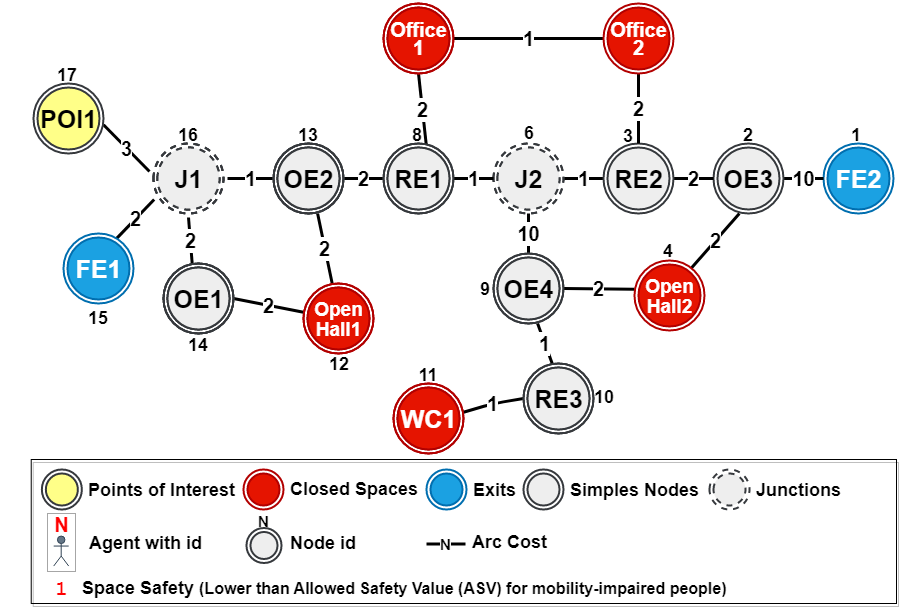 Office
1
1
Office
2
17
POI1
3
2
2
16
13
8
6
3
2
1
J1
1
OE2
2
RE1
1
J2
1
RE2
2
OE3
10
FE2
2
2
2
10
2
4
FE1
15
OE1
14
2
Open
Hall1
12
9
OE4
2
Open
Hall2
1
11
WC1
1
RE3
10
Points of Interest
Closed Spaces
Exits
Simples Nodes
Junctions
N
Agent with id
N
Node id
N
Arc Cost
1
Space Safety (Lower than Allowed Safety Value (ASV) for mobility-impaired people)